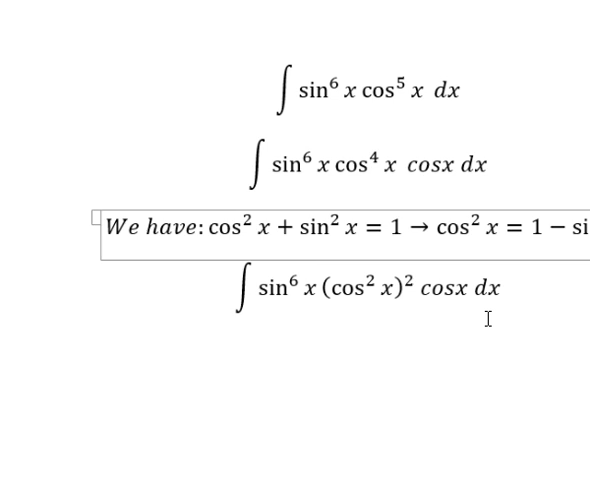 ∫ sin⁶ x cos⁵ x dx
∫ sin⁶ x cos⁴ x cosx dx
We have: cos² x + sin² x = 1 → cos² x = 1 − si
∫ sin⁶ x (cos² x)² cosx dx